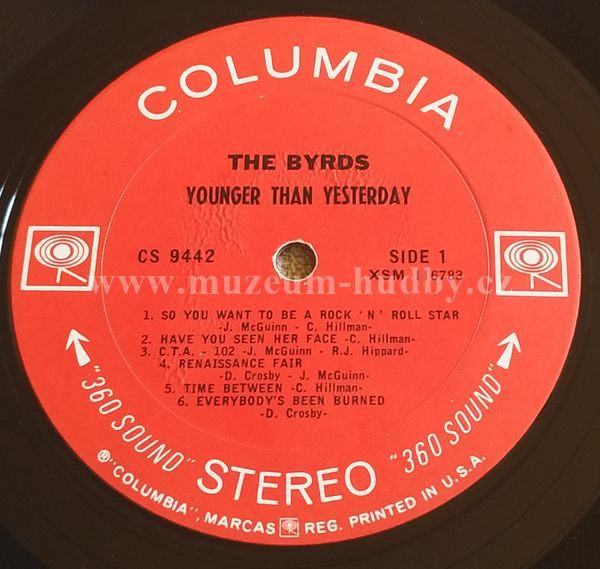 COLUMBIA
THE BYRDS
YOUNGER THAN YESTERDAY
CS 9442
SIDE 1
XSM 116783
www.muzeum-hudby.cz
1. SO YOU WANT TO BE A ROCK 'N' ROLL STAR
-J. McGuinn - C. Hillman-
2. HAVE YOU SEEN HER FACE -C. Hillman-
3. C.T.A. - 102 -J. McGuinn - R.J. Hippard-
4. RENAISSANCE FAIR
-D. Crosby - J. McGuinn-
5. TIME BETWEEN -C. Hillman-
6. EVERYBODY'S BEEN BURNED
-D. Crosby-
"360 SOUND" STEREO "360 SOUND"
® "COLUMBIA", MARCAS REG. PRINTED IN U.S.A.